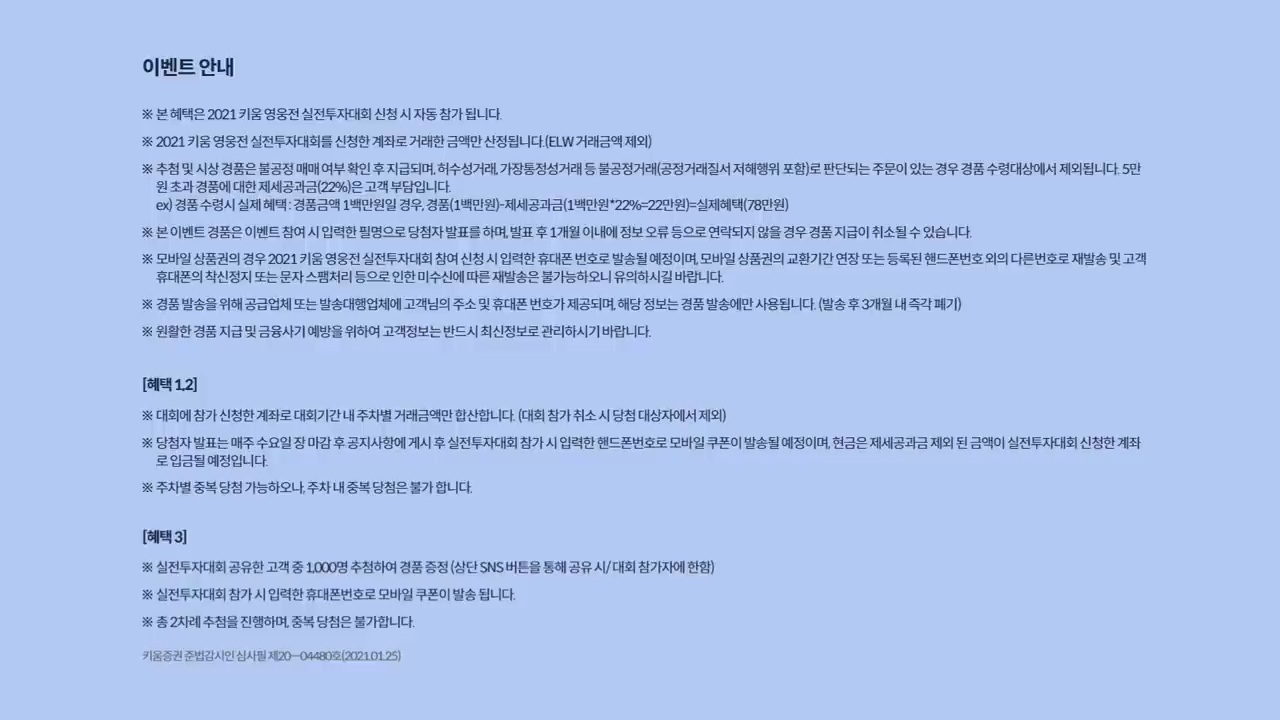 이벤트 안내
※ 본 혜택은 2021 키움 영웅전 실전투자대회 신청 시 자동 참가 됩니다.
※ 2021 키움 영웅전 실전투자대회를 신청한 계좌로 거래한 금액만 산정됩니다.(ELW 거래금액 제외)
※ 추첨 및 시상 경품은 불공정 매매 여부 확인 후 지급되며, 허수성거래, 가장통정성거래 등 불공정거래(공정거래질서 저해행위 포함)로 판단되는 주문이 있는 경우 경품 수령대상에서 제외됩니다. 5만
원 초과 경품에 대한 제세공과금(22%)은 고객 부담입니다.
ex) 경품 수령시 실제 혜택 : 경품금액 1백만원일 경우, 경품(1백만원)-제세공과금(1백만원*22%=22만원)=실제혜택(78만원)
※ 본 이벤트 경품은 이벤트 참여 시 입력한 필명으로 당첨자 발표를 하며, 발표 후 1개월 이내에 정보 오류 등으로 연락되지 않을 경우 경품 지급이 취소될 수 있습니다.
※ 모바일 상품권의 경우 2021 키움 영웅전 실전투자대회 참여 신청 시 입력한 휴대폰 번호로 발송될 예정이며, 모바일 상품권의 교환기간 연장 또는 등록된 핸드폰번호 외의 다른번호로 재발송 및 고객
휴대폰의 착신정지 또는 문자 스팸처리 등으로 인한 미수신에 따른 재발송은 불가능하오니 유의하시길 바랍니다.
※ 경품 발송을 위해 공급업체 또는 발송대행업체에 고객님의 주소 및 휴대폰 번호가 제공되며, 해당 정보는 경품 발송에만 사용됩니다. (발송 후 3개월 내 즉각 폐기)
※ 원활한 경품 지급 및 금융사기 예방을 위하여 고객정보는 반드시 최신정보로 관리하시기 바랍니다.
[혜택 1,2]
※ 대회에 참가 신청한 계좌로 대회기간 내 주차별 거래금액만 합산합니다. (대회 참가 취소 시 당첨 대상자에서 제외)
※ 당첨자 발표는 매주 수요일 장 마감 후 공지사항에 게시 후 실전투자대회 참가 시 입력한 핸드폰번호로 모바일 쿠폰이 발송될 예정이며, 현금은 제세공과금 제외 된 금액이 실전투자대회 신청한 계좌
로 입금될 예정입니다.
※ 주차별 중복 당첨 가능하오나, 주차 내 중복 당첨은 불가 합니다.
[혜택 3]
※ 실전투자대회 공유한 고객 중 1,000명 추첨하여 경품 증정 (상단 SNS 버튼을 통해 공유 시/ 대회 참가자에 한함)
※ 실전투자대회 참가 시 입력한 휴대폰번호로 모바일 쿠폰이 발송 됩니다.
※ 총 2차례 추첨을 진행하며, 중복 당첨은 불가합니다.
키움증권 준법감시인 심사필 제20—04480호(2021.01.25)